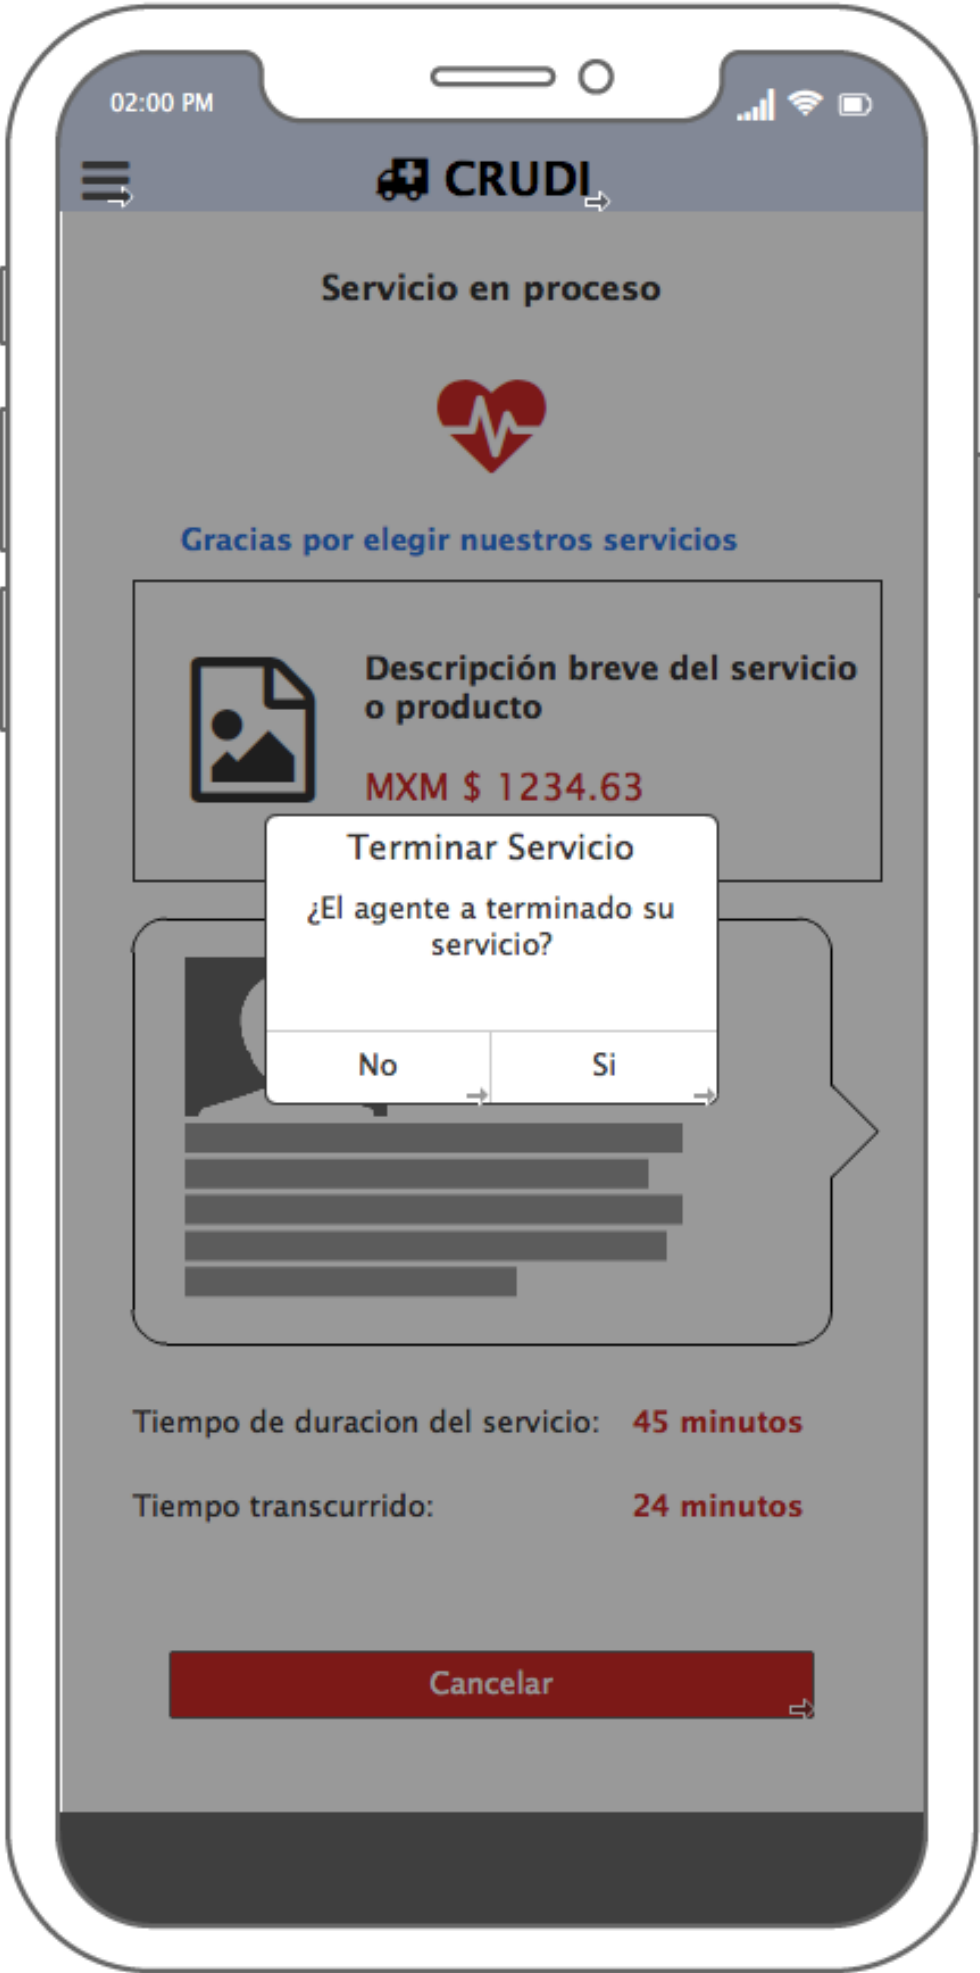 02:00 PM
CRUDI
Servicio en proceso
Gracias por elegir nuestros servicios
Descripción breve del servicio
o producto
MXM $ 1234.63
Terminar Servicio
¿El agente a terminado su
servicio?
No
Si
Tiempo de duracion del servicio: 45 minutos
Tiempo transcurrido: 24 minutos
Cancelar